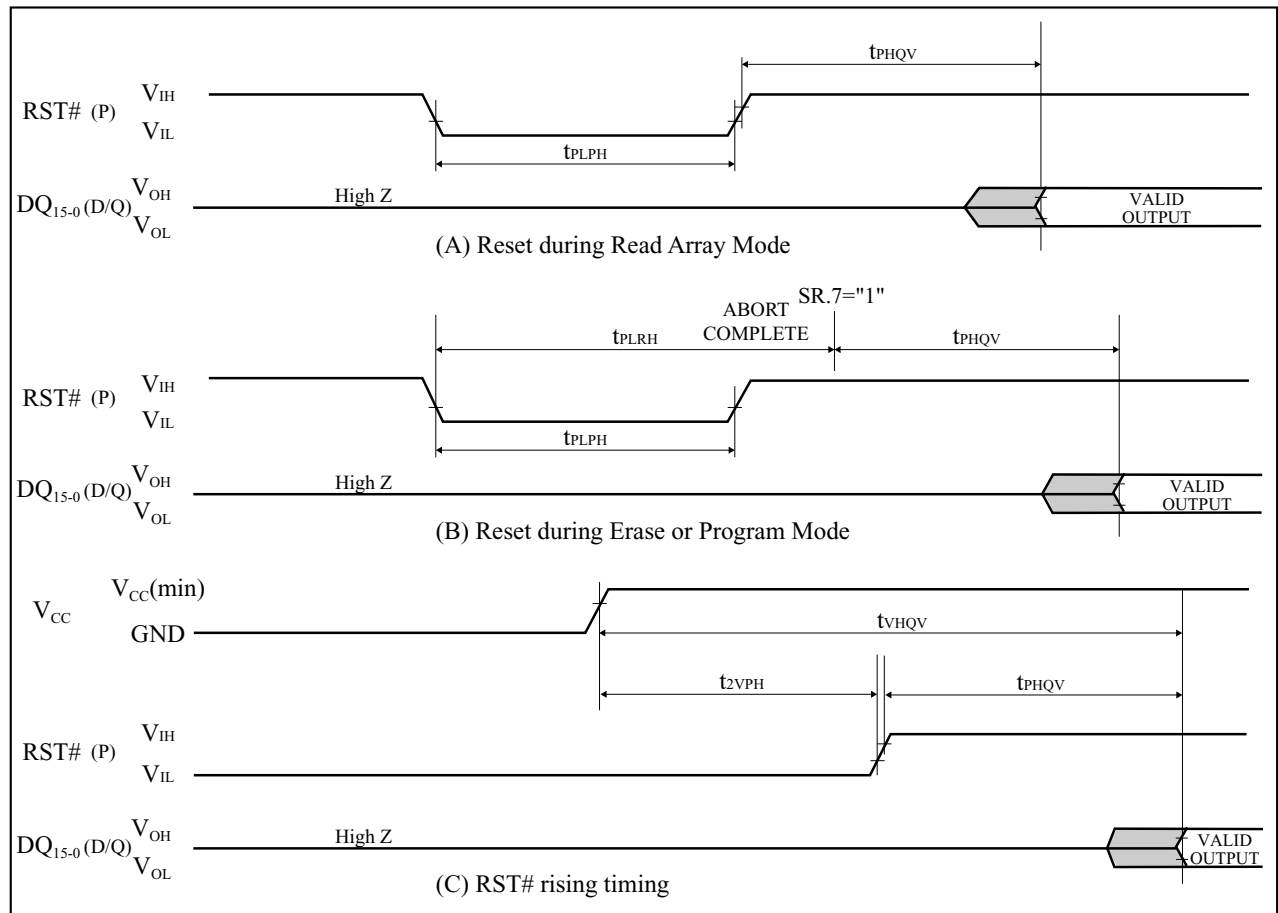 tPHQV
RST# (P)
VIH
VIL
tPLPH
DQ15-0 (D/Q)
VOH
VOL
High Z
VALID
OUTPUT
(A) Reset during Read Array Mode
SR.7="1"
ABORT
COMPLETE
tPLRH
tPHQV
RST# (P)
VIH
VIL
tPLPH
DQ15-0 (D/Q)
VOH
VOL
High Z
VALID
OUTPUT
(B) Reset during Erase or Program Mode
VCC
VCC(min)
GND
tVHQV
t2VPH
tPHQV
RST# (P)
VIH
VIL
DQ15-0 (D/Q)
VOH
VOL
High Z
VALID
OUTPUT
(C) RST# rising timing